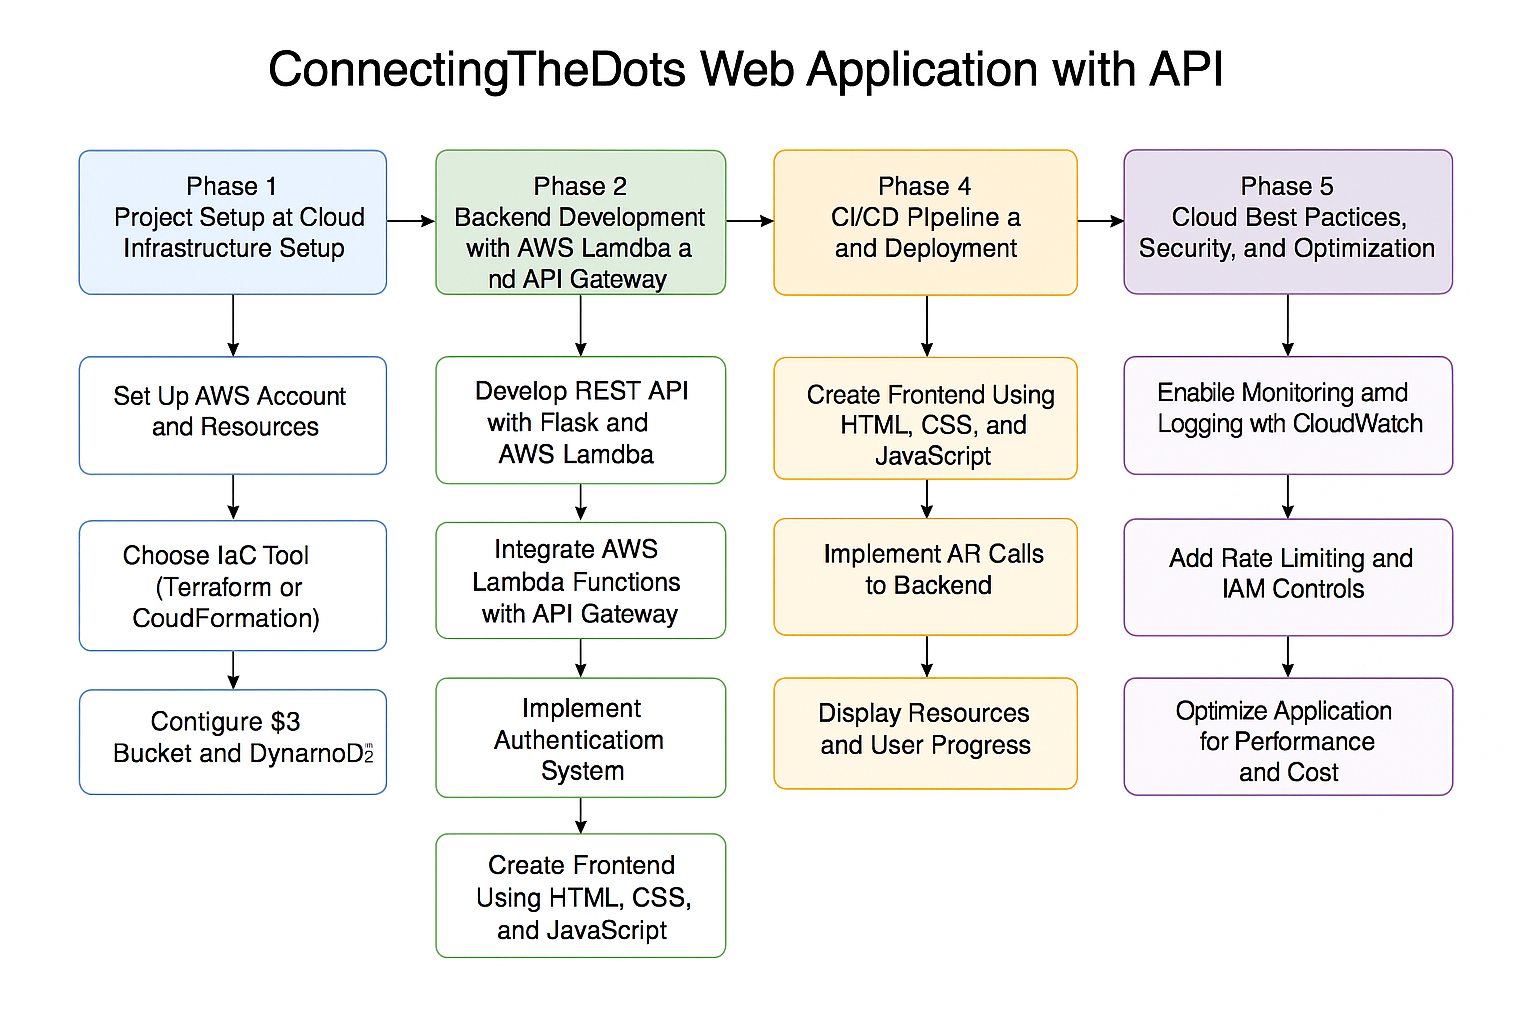 ConnectingTheDots Web Application with API
Phase 1
Project Setup at Cloud
Infrastructure Setup
Set Up AWS Account
and Resources
Choose IaC Tool
(Terraform or
CoudFormation)
Contigure $3
Bucket and DynarnoD
Phase 2
Backend Development
with AWS Lamdba a
nd API Gateway
Develop REST API
with Flask and
AWS Lamdba
Integrate AWS
Lambda Functions
with API Gateway
Implement
Authenticatiom
System
Create Frontend
Using HTML, CSS,
and JavaScript
Phase 4
CI/CD PIpeline a
and Deployment
Create Frontend Using
HTML, CSS, and
JavaScript
Implement AR Calls
to Backend
Display Resources
and User Progress
Phase 5
Cloud Best Pactices,
Security, and Optimization
Enabile Monitoring amd
Logging wth CloudWatch
Add Rate Limiting and
IAM Controls
Optimize Application
for Performance
and Cost